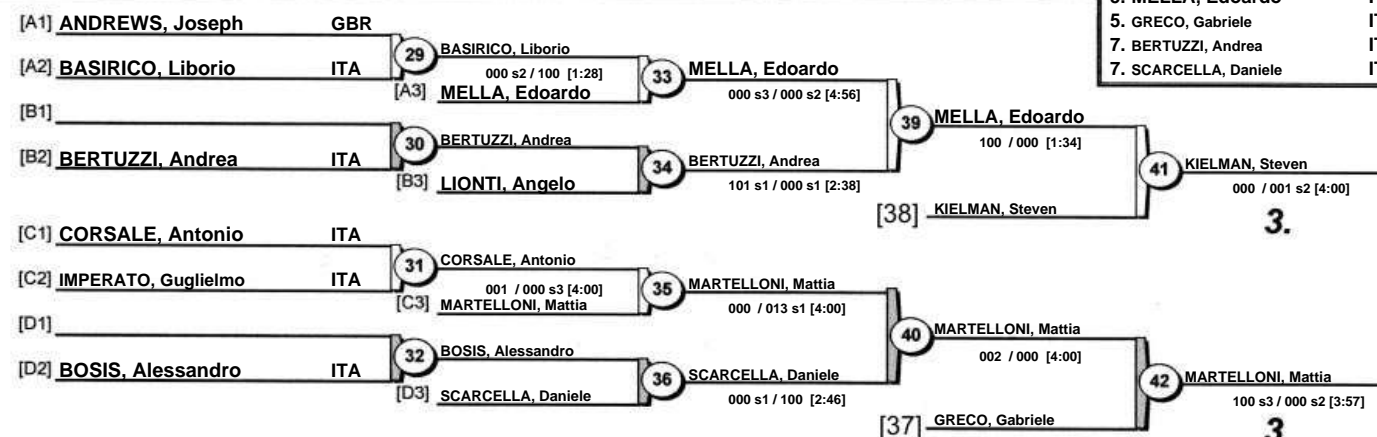 5. GRECO, Gabriele
7. BERTUZZI, Andrea
7. SCARCELLA, Daniele
[A1] ANDREWS, Joseph GBR
29
BASIRICO, Liborio
[A2] BASIRICO, Liborio ITA
000 s2 / 100 [1:28]
33
MELLA, Edoardo
[A3] MELLA, Edoardo
000 s3 / 000 s2 [4:56]
[B1]
39
MELLA, Edoardo
30
BERTUZZI, Andrea
100 / 000 [1:34]
[B2] BERTUZZI, Andrea ITA
34
BERTUZZI, Andrea
41
KIELMAN, Steven
[B3] LIONTI, Angelo
101 s1 / 000 s1 [2:38]
000 / 001 s2 [4:00]
[38] KIELMAN, Steven
3.
[C1] CORSALE, Antonio ITA
31
CORSALE, Antonio
[C2] IMPERATO, Guglielmo ITA
001 / 000 s3 [4:00]
35
MARTELLONI, Mattia
[C3] MARTELLONI, Mattia
000 / 013 s1 [4:00]
[D1]
40
MARTELLONI, Mattia
32
BOSIS, Alessandro
002 / 000 [4:00]
[D2] BOSIS, Alessandro ITA
36
SCARCELLA, Daniele
42
MARTELLONI, Mattia
[D3] SCARCELLA, Daniele
000 s1 / 100 [2:46]
100 s3 / 000 s2 [3:57]
[37] GRECO, Gabriele
3